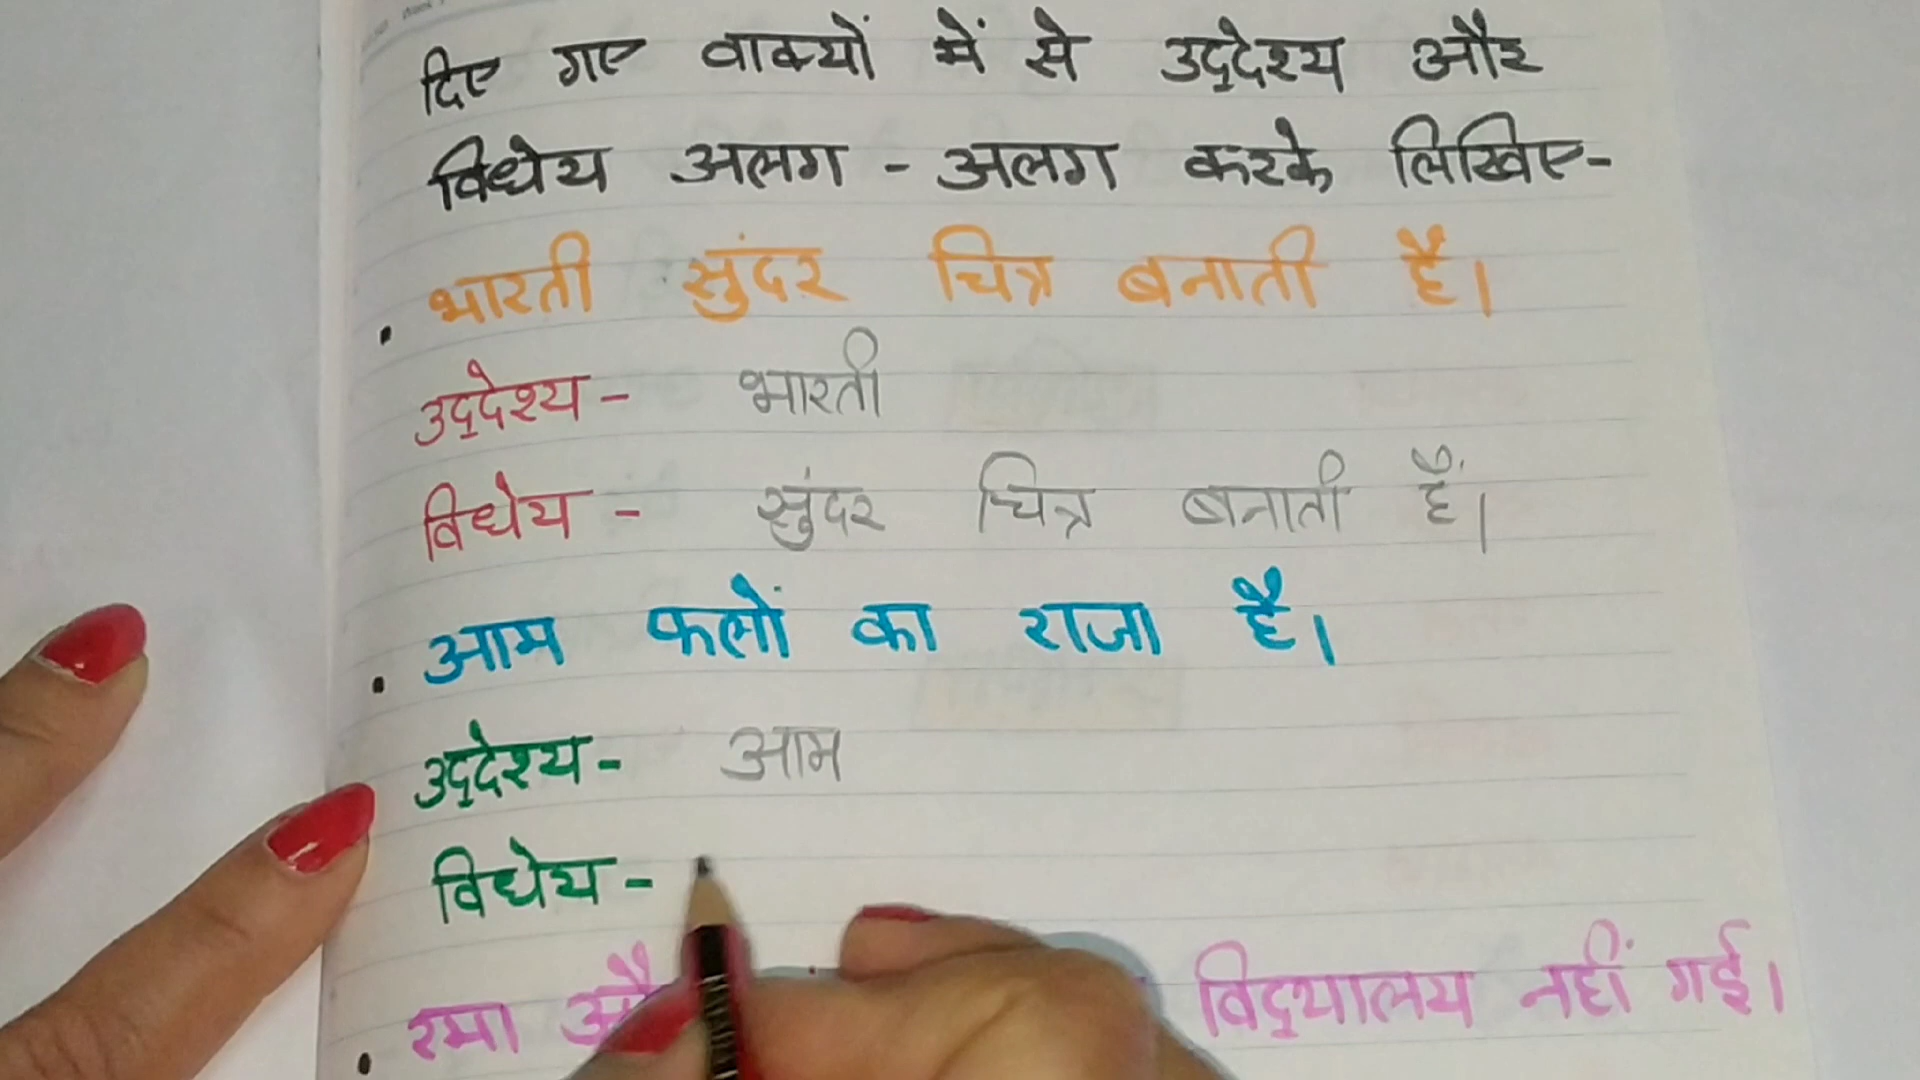 दिए गए वाक्यों में से उद्देश्य और
विधेय अलग - अलग करके लिखिए-
• भारती सुंदर चित्र बनाती है।
उद्देश्य - भारती
विधेय - सुंदर चित्र बनाती है।
• आम फलों का राजा है।
उद्देश्य - आम
विधेय -
• रमा विद्यालय नहीं गई।